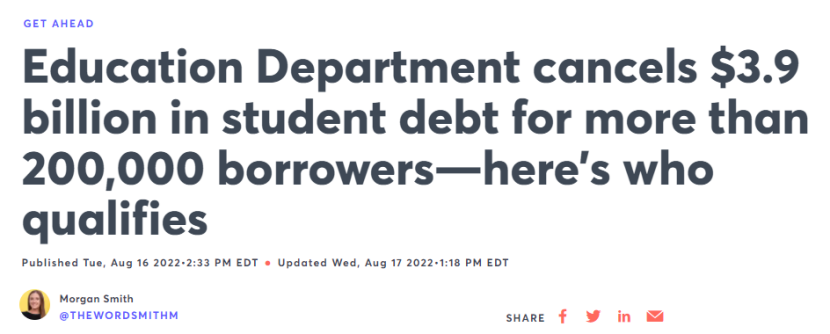 GET AHEAD
Education Department cancels $3.9
billion in student debt for more than
200,000 borrowers—here's who
qualifies
Published Tue, Aug 16 2022•2:33 PM EDT • Updated Wed, Aug 17 2022•1:18 PM EDT
Morgan Smith
@THEWORDSMITHM
SHARE f in